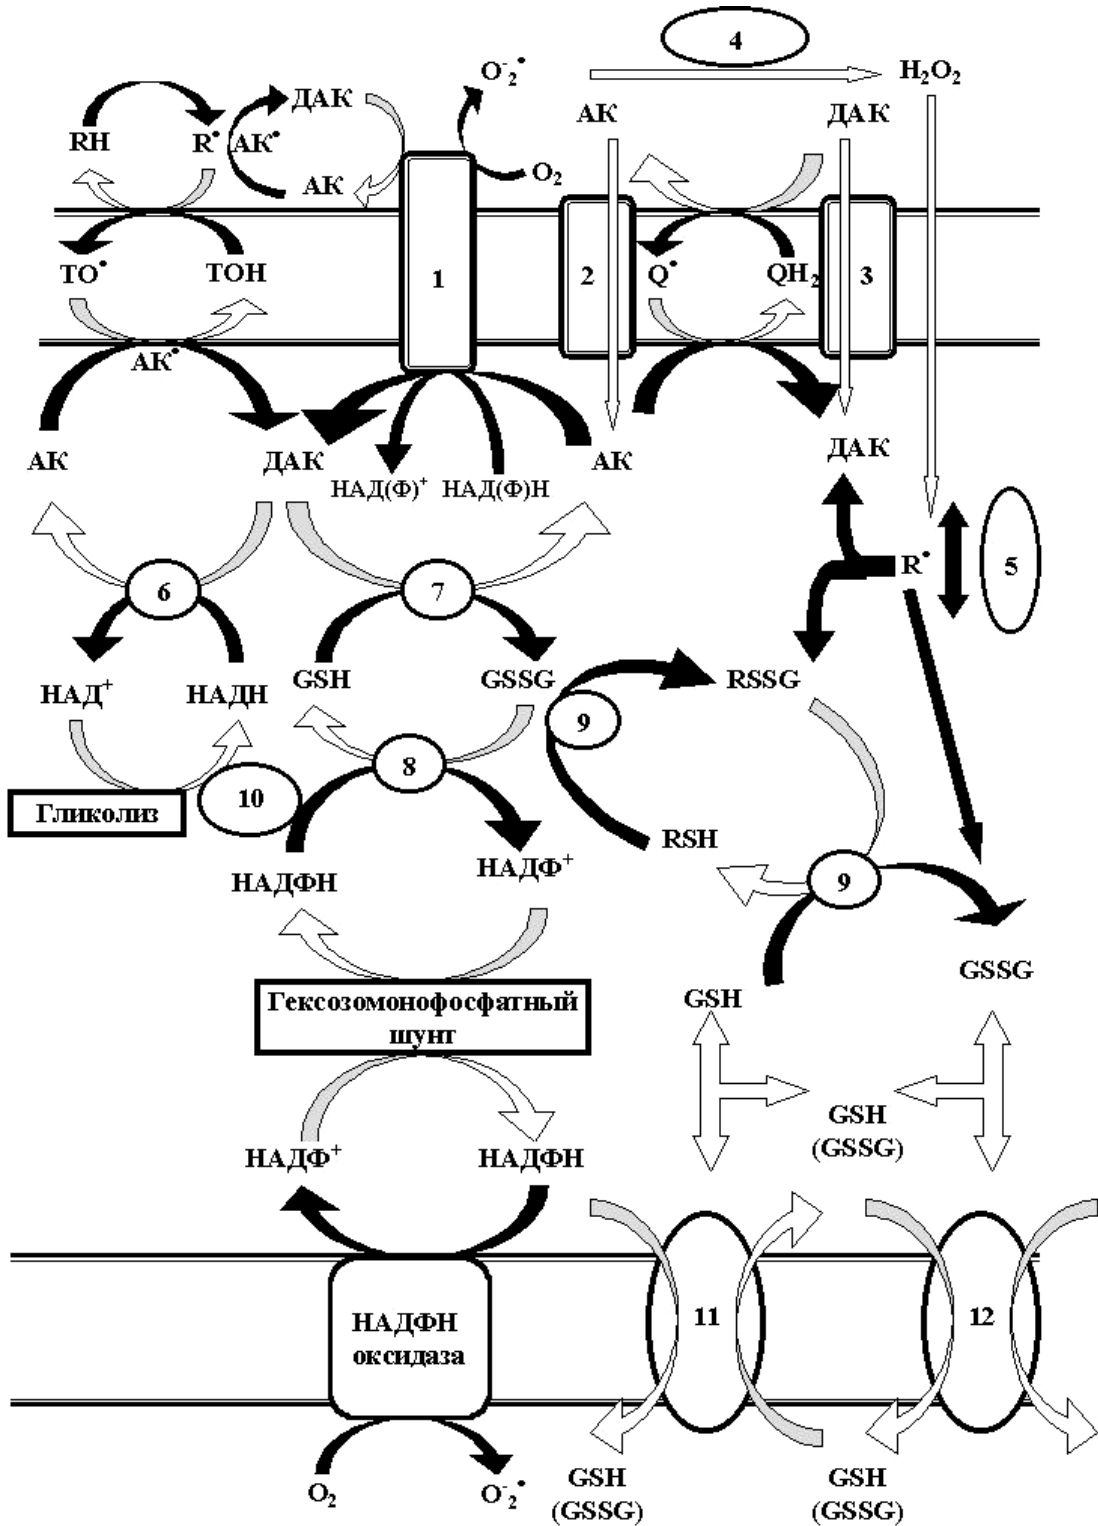 4
O₂⁻•
H₂O₂
ДАК
RH
R•
АК•
АК
ДАК
АК
O₂
TO•
TOH
1
2
Q•
QH₂
3
АК•
АК
ДАК
НАД(Ф)⁺
НАД(Ф)Н
АК
ДАК
R•
5
6
7
НАД⁺
НАДН
GSH
GSSG
RSSG
9
8
Гликолиз
10
RSH
НАДФН
НАДФ⁺
9
Гексозомонофосфатный
шунт
GSH
GSSG
GSH
(GSSG)
НАДФ⁺
НАДФН
НАДФН
оксидаза
11
12
O₂
O₂⁻•
GSH
(GSSG)
GSH
(GSSG)